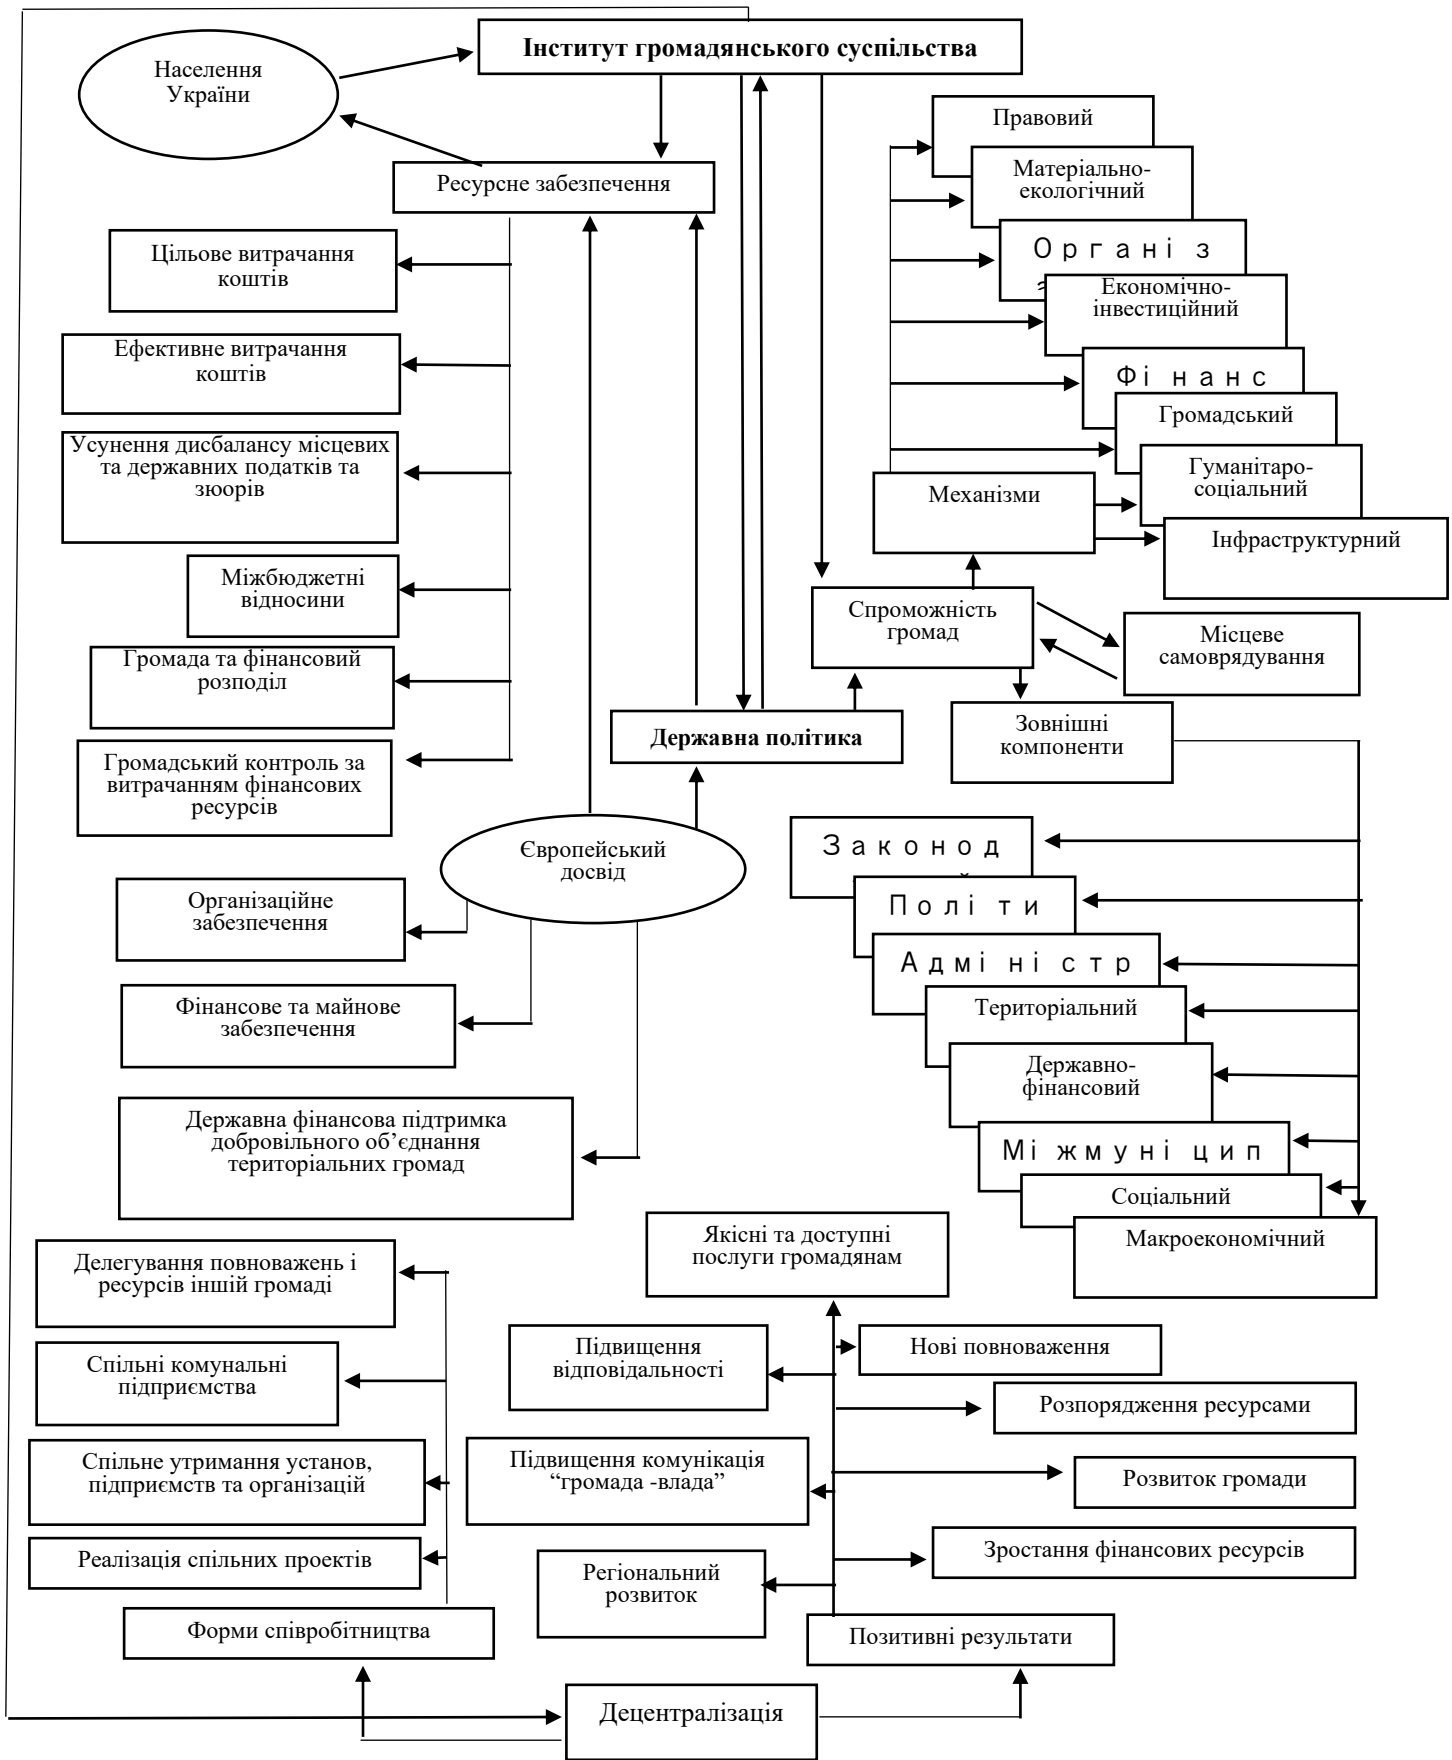 Інститут громадянського суспільства
Населення
України
Ресурсне забезпечення
Цільове витрачання
коштів
Ефективне витрачання
коштів
Усунення дисбалансу місцевих
та державних податків та
зюорів
Міжбюджетні
відносини
Громада та фінансовий
розподіл
Громадський контроль за
витрачанням фінансових
ресурсів
Правовий
Матеріально-
екологічний
Органі з
Економічно-
інвестиційний
Фі нанс
Громадський
Гуманітаро-
соціальний
Інфраструктурний
Механізми
Спроможність
громад
Місцеве
самоврядування
Зовнішні
компоненти
Державна політика
Європейський
досвід
Організаційне
забезпечення
Фінансове та майнове
забезпечення
Державна фінансова підтримка
добровільного об’єднання
територіальних громад
Законод
Полі ти
Адмі ні стр
Територіальний
Державно-
фінансовий
Мі жмуні цип
Соціальний
Макроекономічний
Якісні та доступні
послуги громадянам
Делегування повноважень і
ресурсів іншій громаді
Спільні комунальні
підприємства
Спільне утримання установ,
підприємств та організацій
Реалізація спільних проектів
Форми співробітництва
Підвищення
відповідальності
Підвищення комунікація
“громада -влада”
Регіональний
розвиток
Нові повноваження
Розпорядження ресурсами
Розвиток громади
Зростання фінансових ресурсів
Позитивні результати
Децентралізація